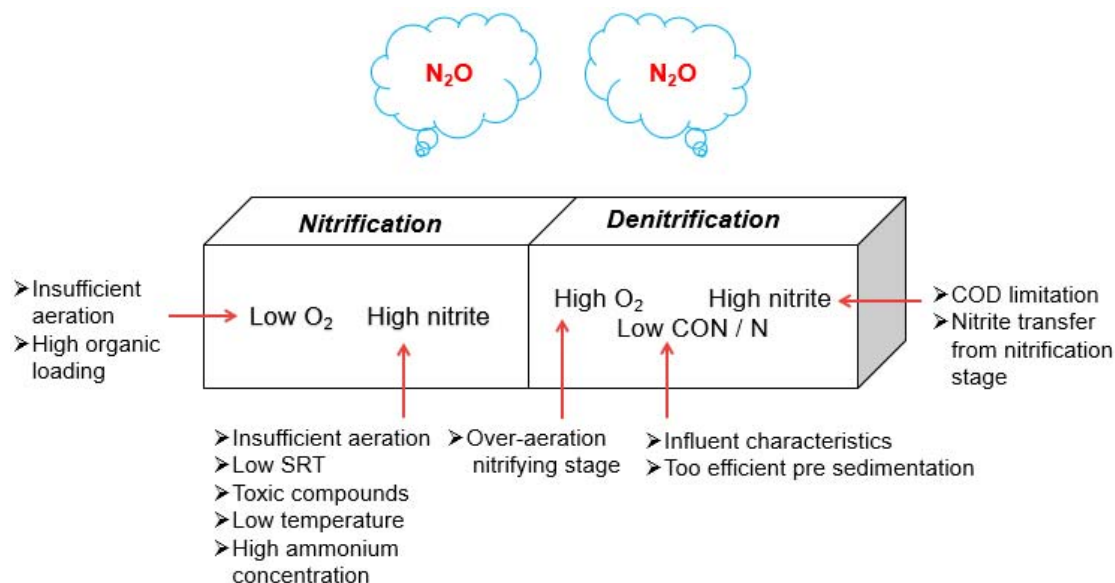 N₂O
N₂O
Nitrification
Denitrification
➤Insufficient
aeration
➤High organic
loading
Low O₂
High nitrite
High O₂
High nitrite
Low CON / N
➤COD limitation
➤Nitrite transfer
from nitrification
stage
➤Insufficient aeration
➤Low SRT
➤Toxic compounds
➤Low temperature
➤High ammonium
concentration
➤Over-aeration
nitrifying stage
➤Influent characteristics
➤Too efficient pre sedimentation